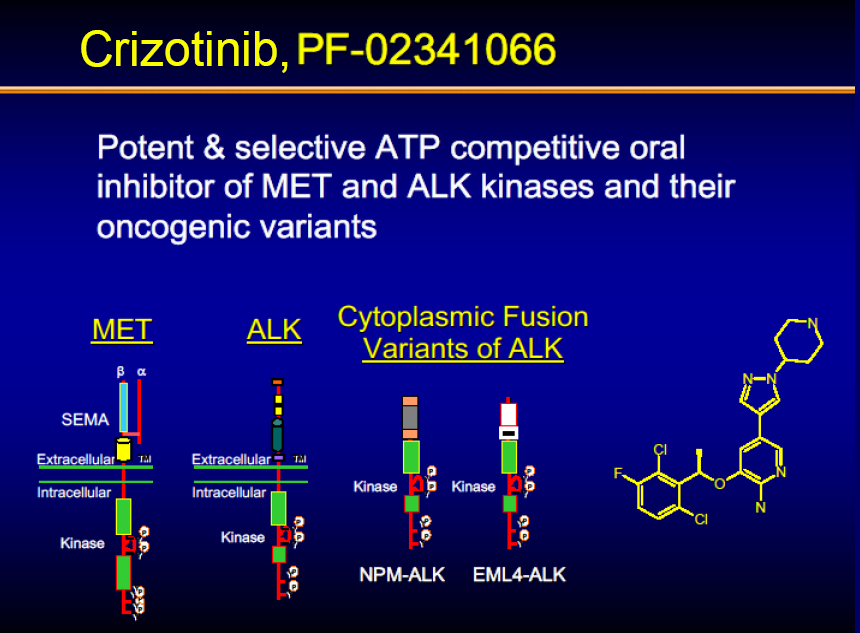 Crizotinib, PF-02341066
Potent & selective ATP competitive oral
inhibitor of MET and ALK kinases and their
oncogenic variants
MET
ALK
Cytoplasmic Fusion
Variants of ALK
β α
SEMA
Extracellular
TM
Intracellular
Kinase
P
P
P
P
P
Extracellular
TM
Intracellular
Kinase
P
P
P
P
Kinase
P
P
P
P
NPM-ALK
Kinase
P
P
P
P
EML4-ALK
N
N
N
Cl
F
O
N
Cl
N